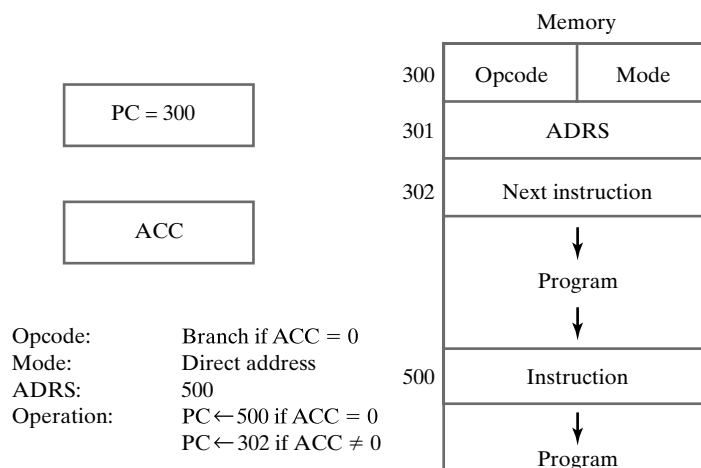 Memory
300 Opcode Mode
PC = 300
301 ADRS
302 Next instruction
ACC
Program
Opcode: Branch if ACC = 0
Mode: Direct address
ADRS: 500
Operation: PC ← 500 if ACC = 0
PC ← 302 if ACC ≠ 0
500 Instruction
Program